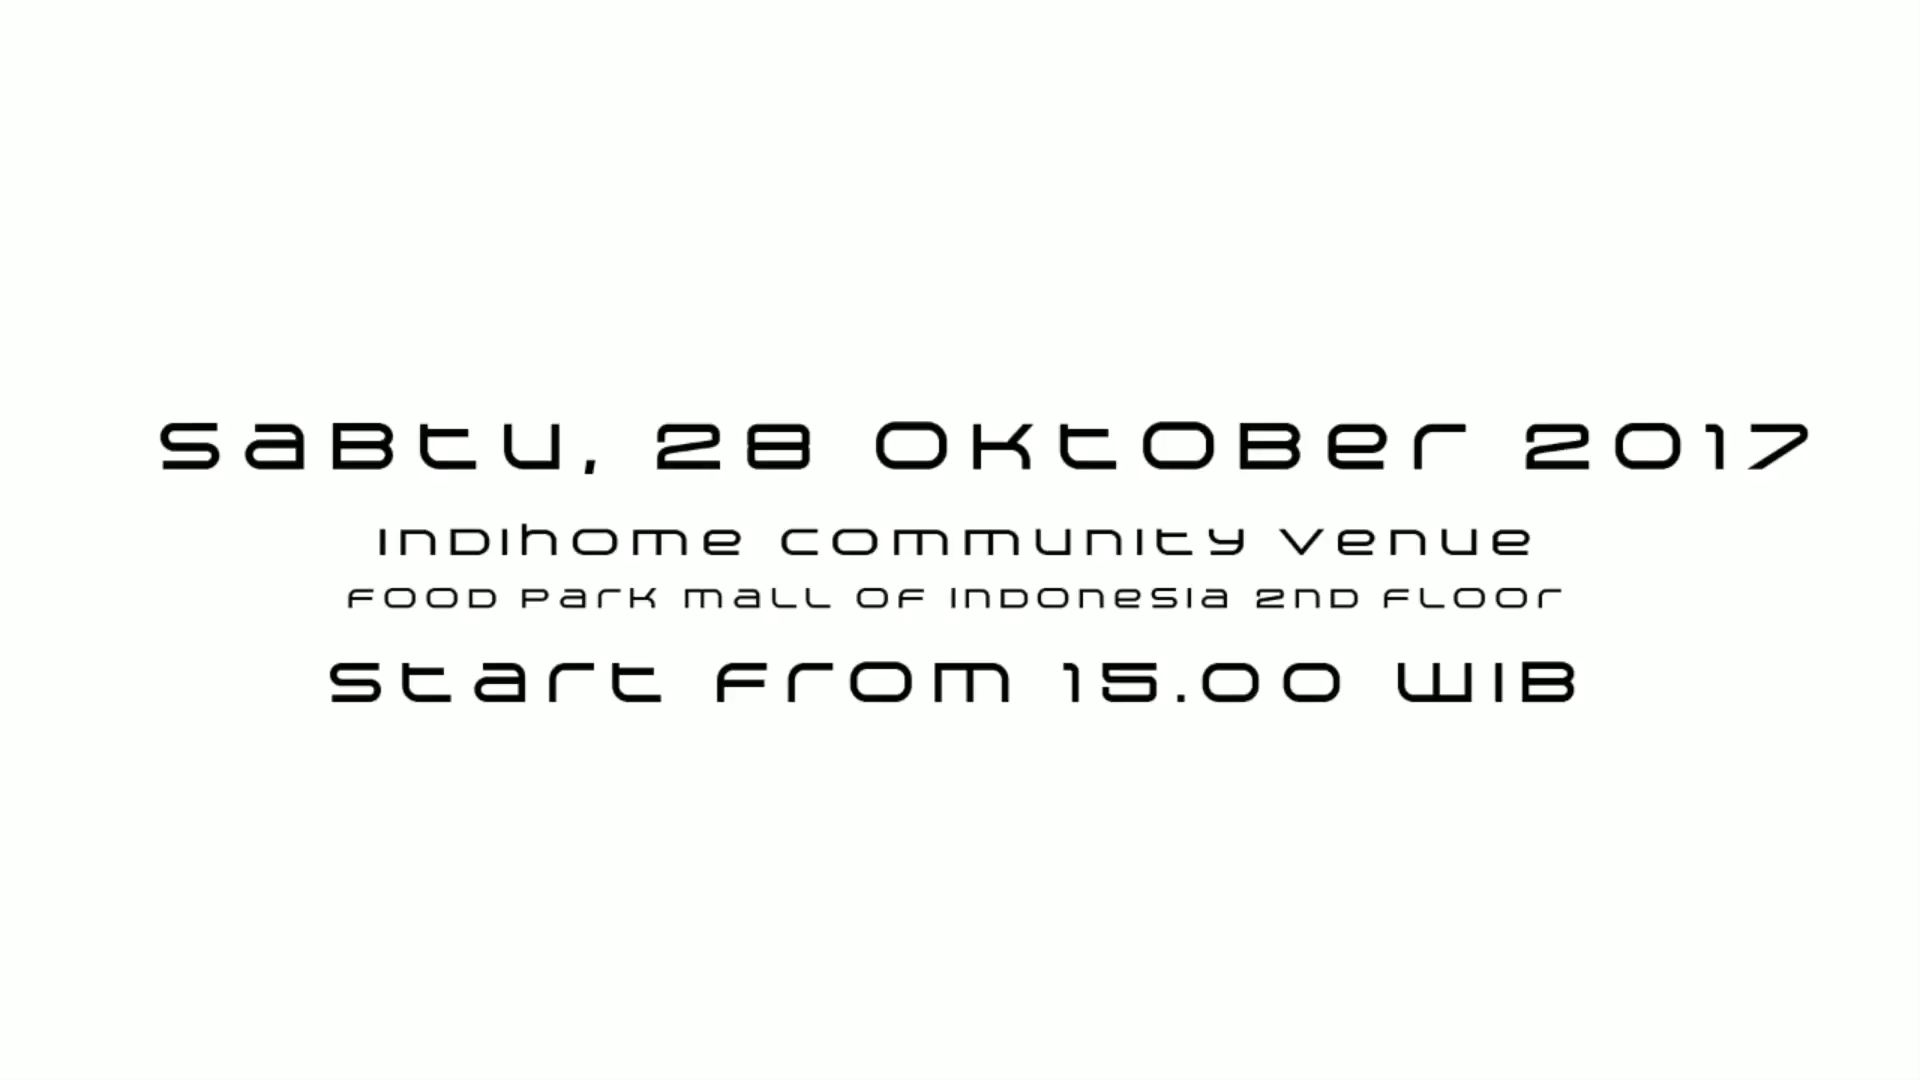 Sabtu, 28 Oktober 2017
Indihome Community Venue
Food Park Mall Of Indonesia 2nd Floor
Start From 15.00 WIB